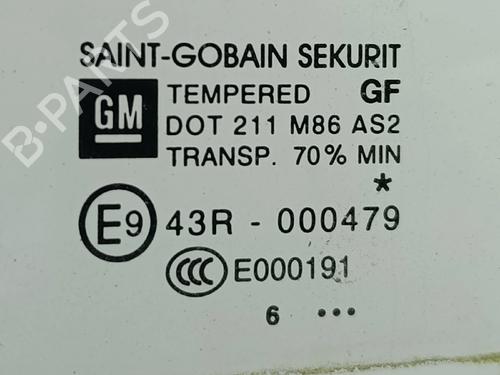 SAINT-GOBAIN SEKURIT
GM TEMPERED GF
DOT 211 M86 AS2
TRANSP. 70% MIN
*
E9 43R - 000479
CCC E000191
6 •••
B-PARTS